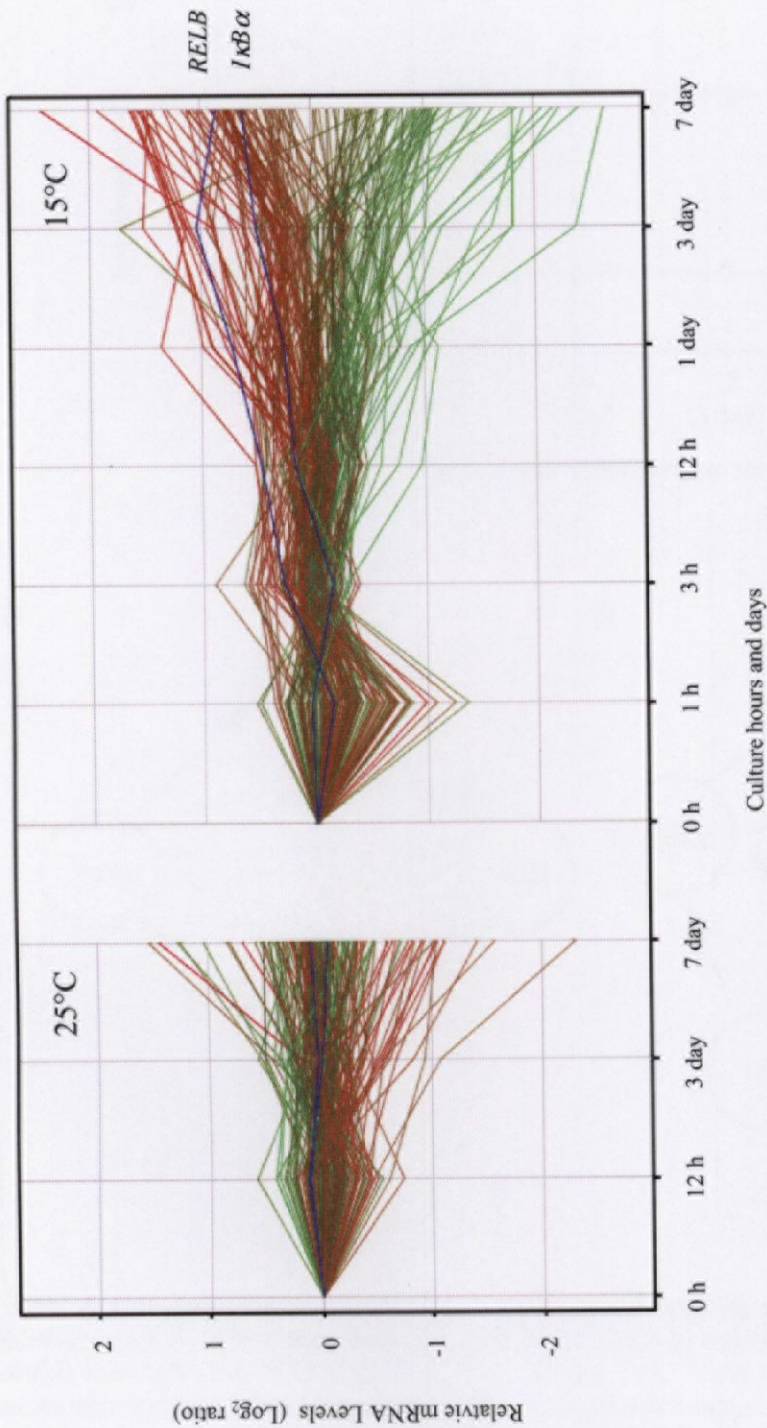 25°C
15°C
RELB
IκBα
2
1
0
-1
-2
Relatvie mRNA Levels (Log₂ ratio)
0 h
12 h
3 day
7 day
0 h
1 h
3 h
12 h
1 day
3 day
7 day
Culture hours and days